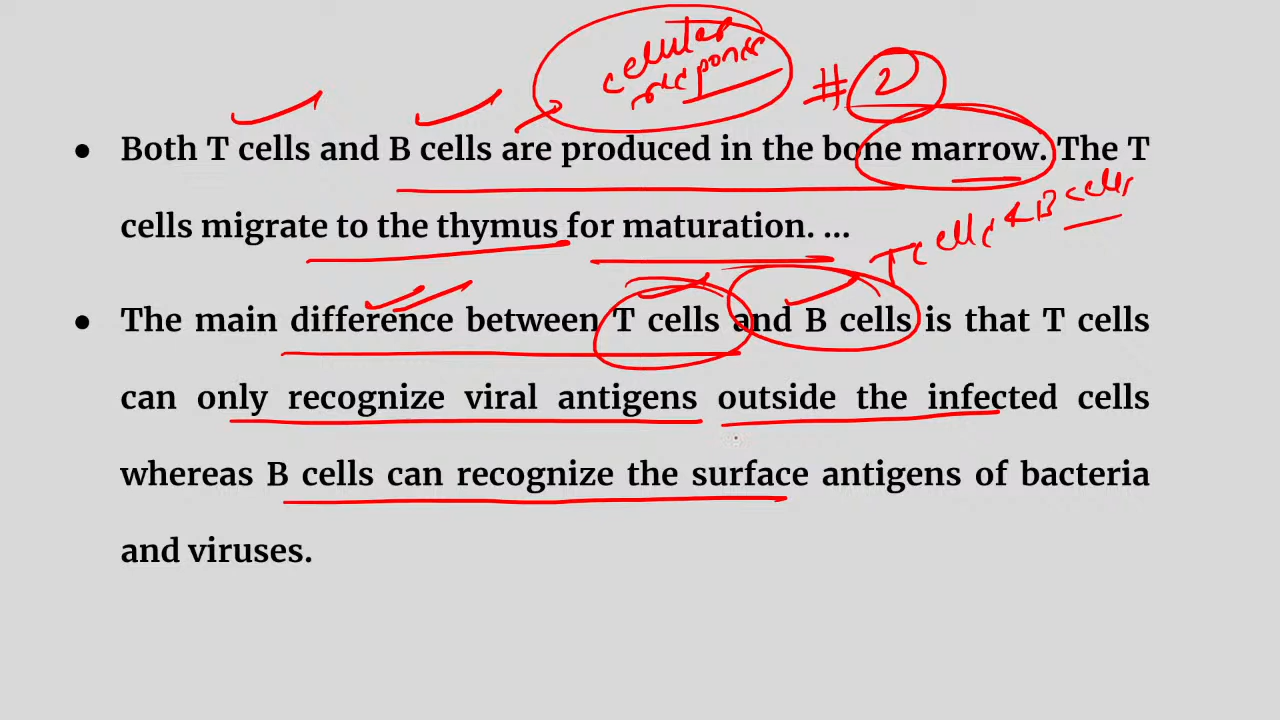 cellular
response
# 2
• Both T cells and B cells are produced in the bone marrow. The T
cells migrate to the thymus for maturation. ...
T cells & B cells
• The main difference between T cells and B cells is that T cells
can only recognize viral antigens outside the infected cells
whereas B cells can recognize the surface antigens of bacteria
and viruses.